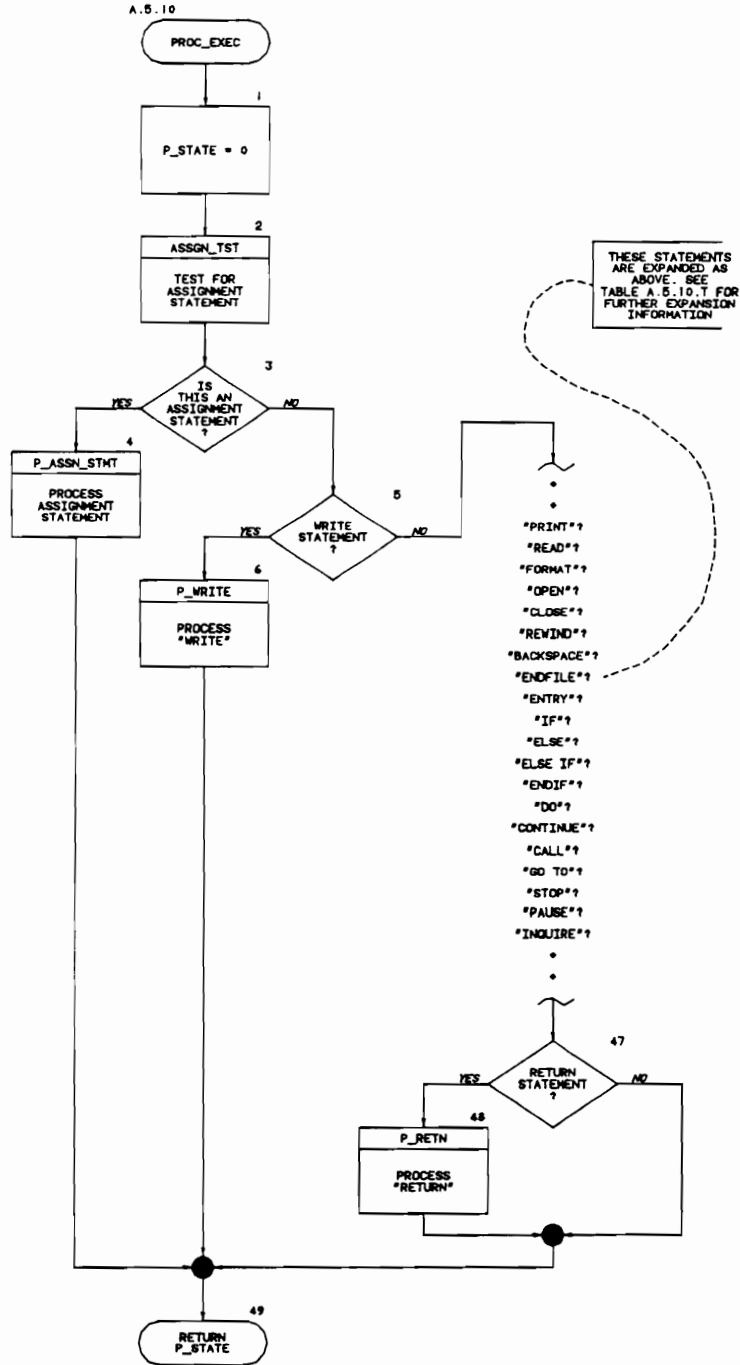 A.5.10
PROC_EXEC
1
P_STATE = 0
2
ASSGN_TST
TEST FOR
ASSIGNMENT
STATEMENT
3
IS
THIS AN
ASSIGNMENT
STATEMENT
?
YES
NO
4
P_ASSN_STMT
PROCESS
ASSIGNMENT
STATEMENT
5
WRITE
STATEMENT
?
YES
NO
6
P_WRITE
PROCESS
"WRITE"
THESE STATEMENTS
ARE EXPANDED AS
ABOVE. SEE
TABLE A.5.10.T FOR
FURTHER EXPANSION
INFORMATION
"PRINT"?
"READ"?
"FORMAT"?
"OPEN"?
"CLOSE"?
"REWIND"?
"BACKSPACE"?
"ENDFILE"?
"ENTRY"?
"IF"?
"ELSE"?
"ELSE IF"?
"ENDIF"?
"DO"?
"CONTINUE"?
"CALL"?
"GO TO"?
"STOP"?
"PAUSE"?
"INQUIRE"?
47
RETURN
STATEMENT
?
YES
NO
48
P_RETN
PROCESS
"RETURN"
49
RETURN
P_STATE